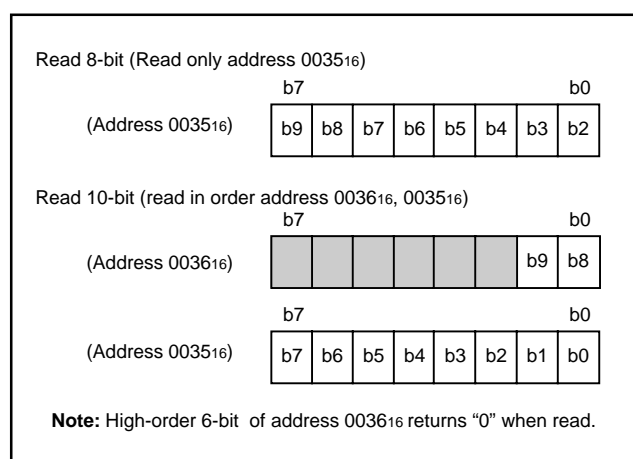 Read 8-bit (Read only address 003516)
b7 b0
(Address 003516) b9 b8 b7 b6 b5 b4 b3 b2
Read 10-bit (read in order address 003616, 003516)
b7 b0
(Address 003616) b9 b8
b7 b0
(Address 003516) b7 b6 b5 b4 b3 b2 b1 b0
Note: High-order 6-bit of address 003616 returns “0” when read.